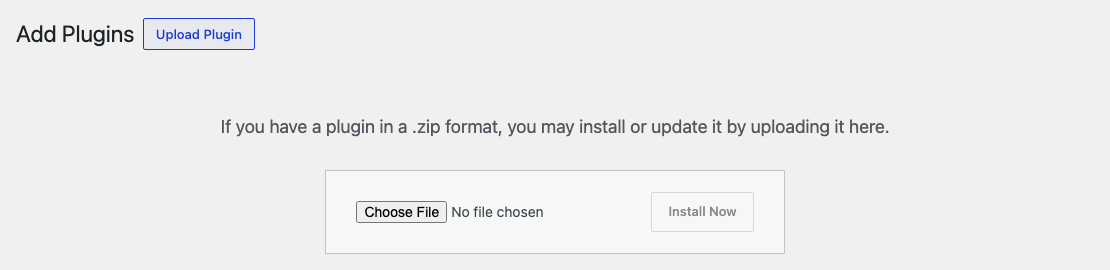 Add Plugins Upload Plugin
If you have a plugin in a .zip format, you may install or update it by uploading it here.
Choose File No file chosen Install Now